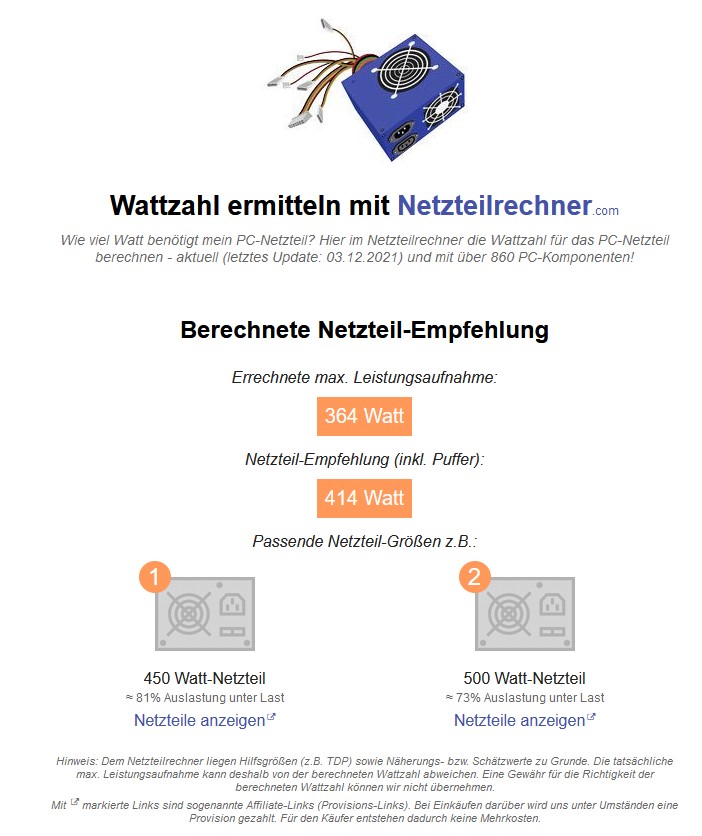 Wattzahl ermitteln mit Netzteilrechner.com
Wie viel Watt benötigt mein PC-Netzteil? Hier im Netzteilrechner die Wattzahl für das PC-Netzteil
berechnen - aktuell (letztes Update: 03.12.2021) und mit über 860 PC-Komponenten!
Berechnete Netzteil-Empfehlung
Errechnete max. Leistungsaufnahme:
364 Watt
Netzteil-Empfehlung (inkl. Puffer):
414 Watt
Passende Netzteil-Größen z.B.:
1
450 Watt-Netzteil
≈ 81% Auslastung unter Last
Netzteile anzeigen
2
500 Watt-Netzteil
≈ 73% Auslastung unter Last
Netzteile anzeigen
Hinweis: Dem Netzteilrechner liegen Hilfsgrößen (z.B. TDP) sowie Näherungs- bzw. Schätzwerte zu Grunde. Die tatsächliche
max. Leistungsaufnahme kann deshalb von der berechneten Wattzahl abweichen. Eine Gewähr für die Richtigkeit der
berechneten Wattzahl können wir nicht übernehmen.
Mit markierte Links sind sogenannte Affiliate-Links (Provisions-Links). Bei Einkäufen darüber wird uns unter Umständen eine
Provision gezahlt. Für den Käufer entstehen dadurch keine Mehrkosten.